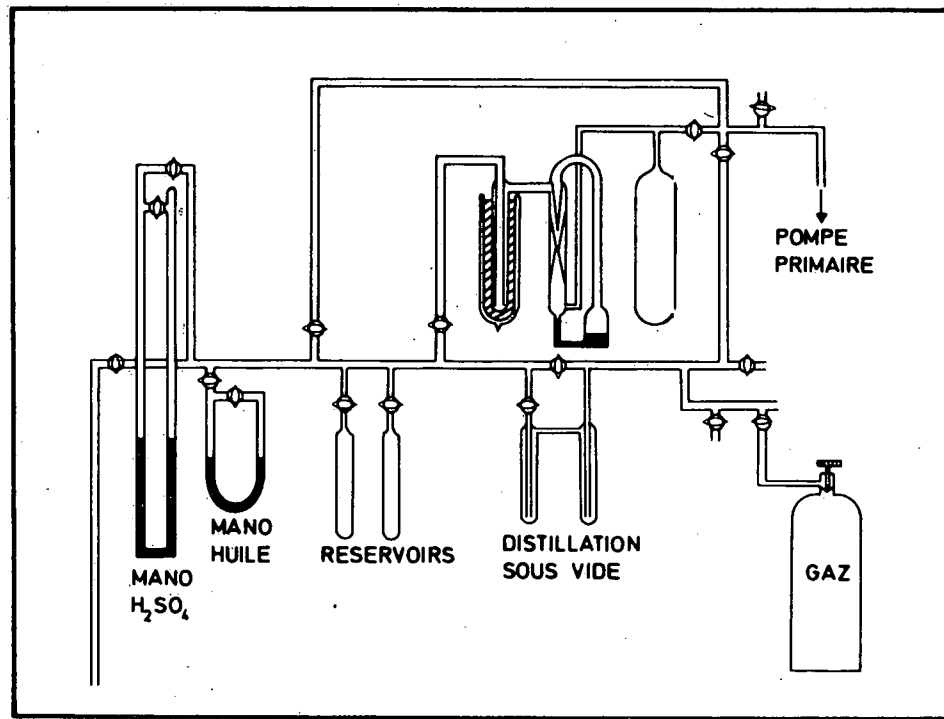 POMPE
PRIMAIRE
MANO
HUILE
RESERVOIRS
DISTILLATION
SOUS VIDE
GAZ
MANO
H₂SO₄